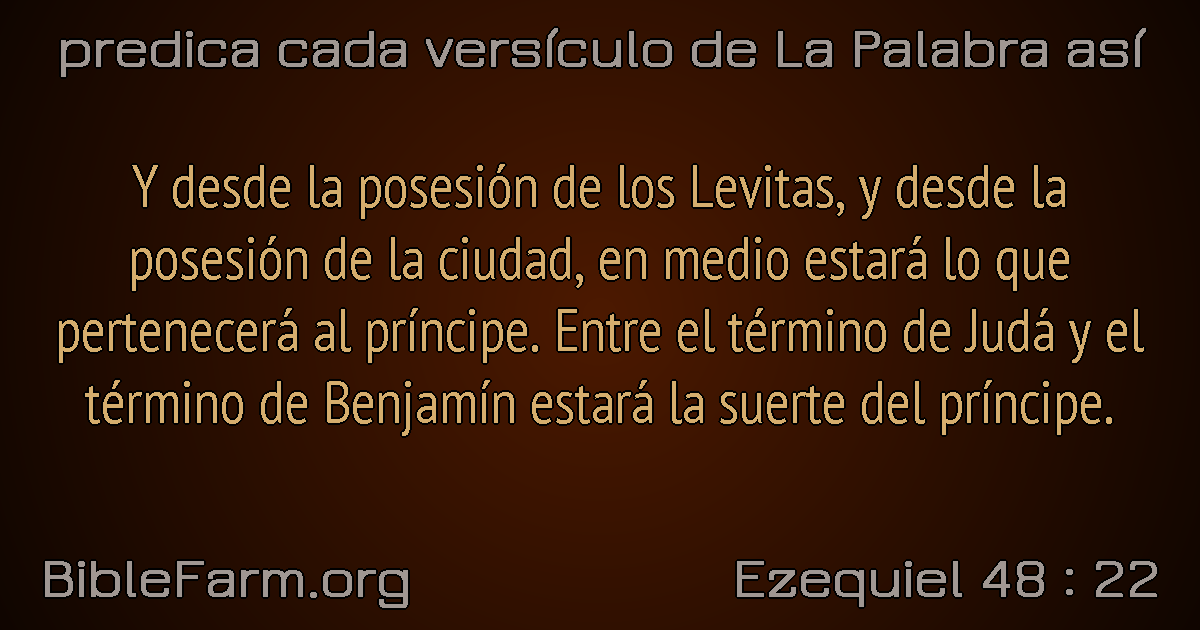 predica cada versículo de La Palabra así
Y desde la posesión de los Levitas, y desde la
posesión de la ciudad, en medio estará lo que
pertenecerá al príncipe. Entre el término de Judá y el
término de Benjamín estará la suerte del príncipe.
BibleFarm.org
Ezequiel 48 : 22